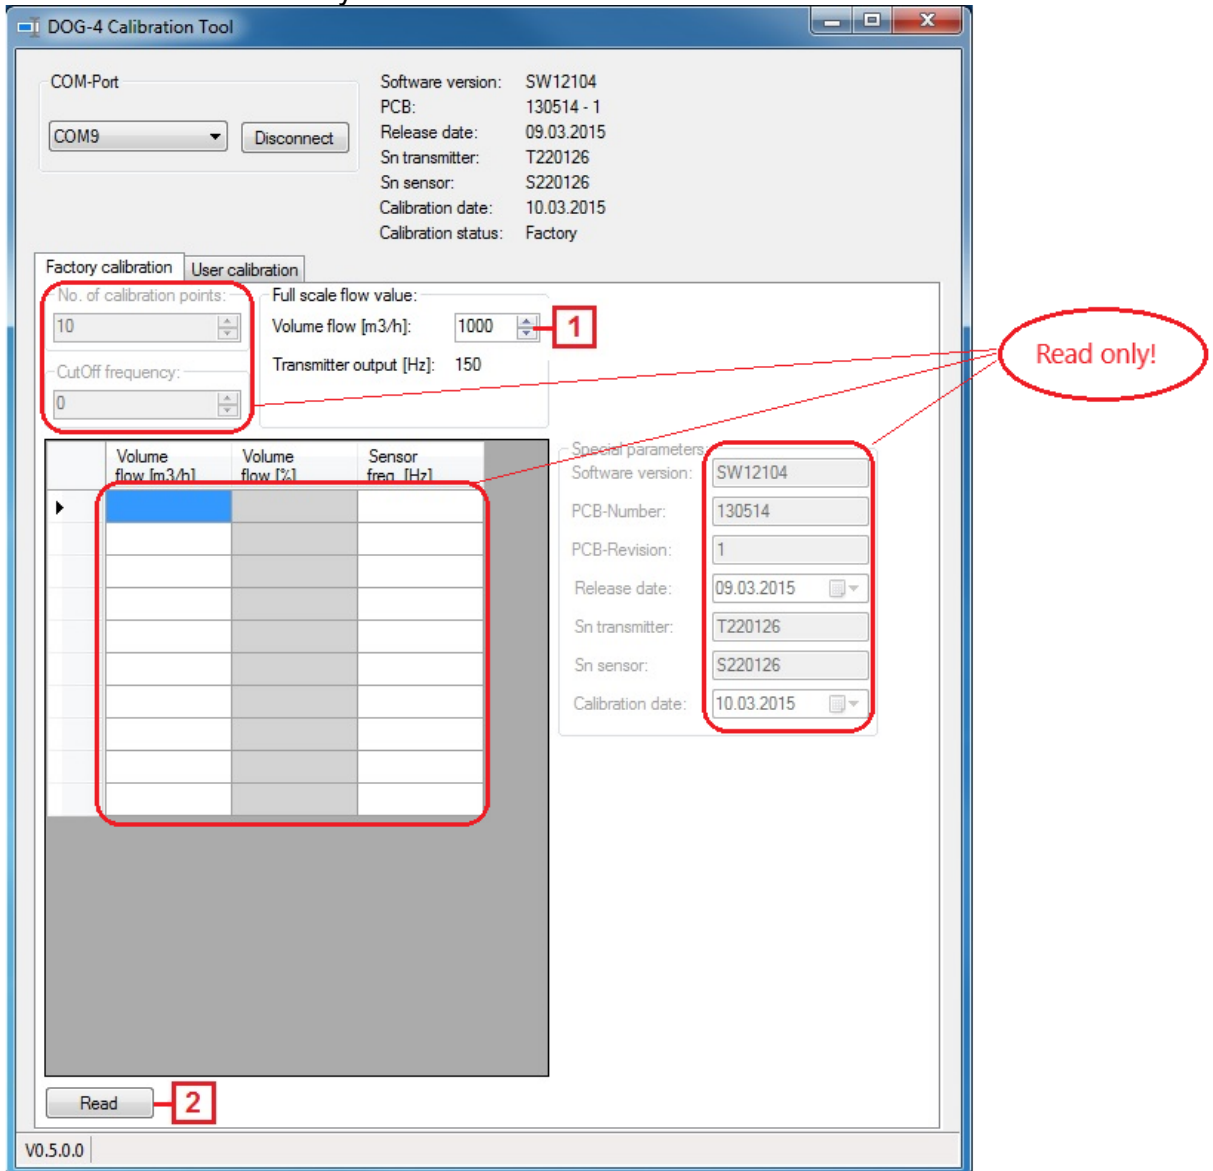 DOG-4 Calibration Tool
COM-Port
COM9
Disconnect
Software version: SW12104
PCB: 130514 - 1
Release date: 09.03.2015
Sn transmitter: T220126
Sn sensor: S220126
Calibration date: 10.03.2015
Calibration status: Factory
Factory calibration
User calibration
No. of calibration points:
10
CutOff frequency:
0
Full scale flow value:
Volume flow [m3/h]: 1000
1
Transmitter output [Hz]: 150
Read only!
Volume flow [m3/h]
Volume flow [%]
Sensor freq. [Hz]
Special parameters:
Software version: SW12104
PCB-Number: 130514
PCB-Revision: 1
Release date: 09.03.2015
Sn transmitter: T220126
Sn sensor: S220126
Calibration date: 10.03.2015
Read
2
V0.5.0.0